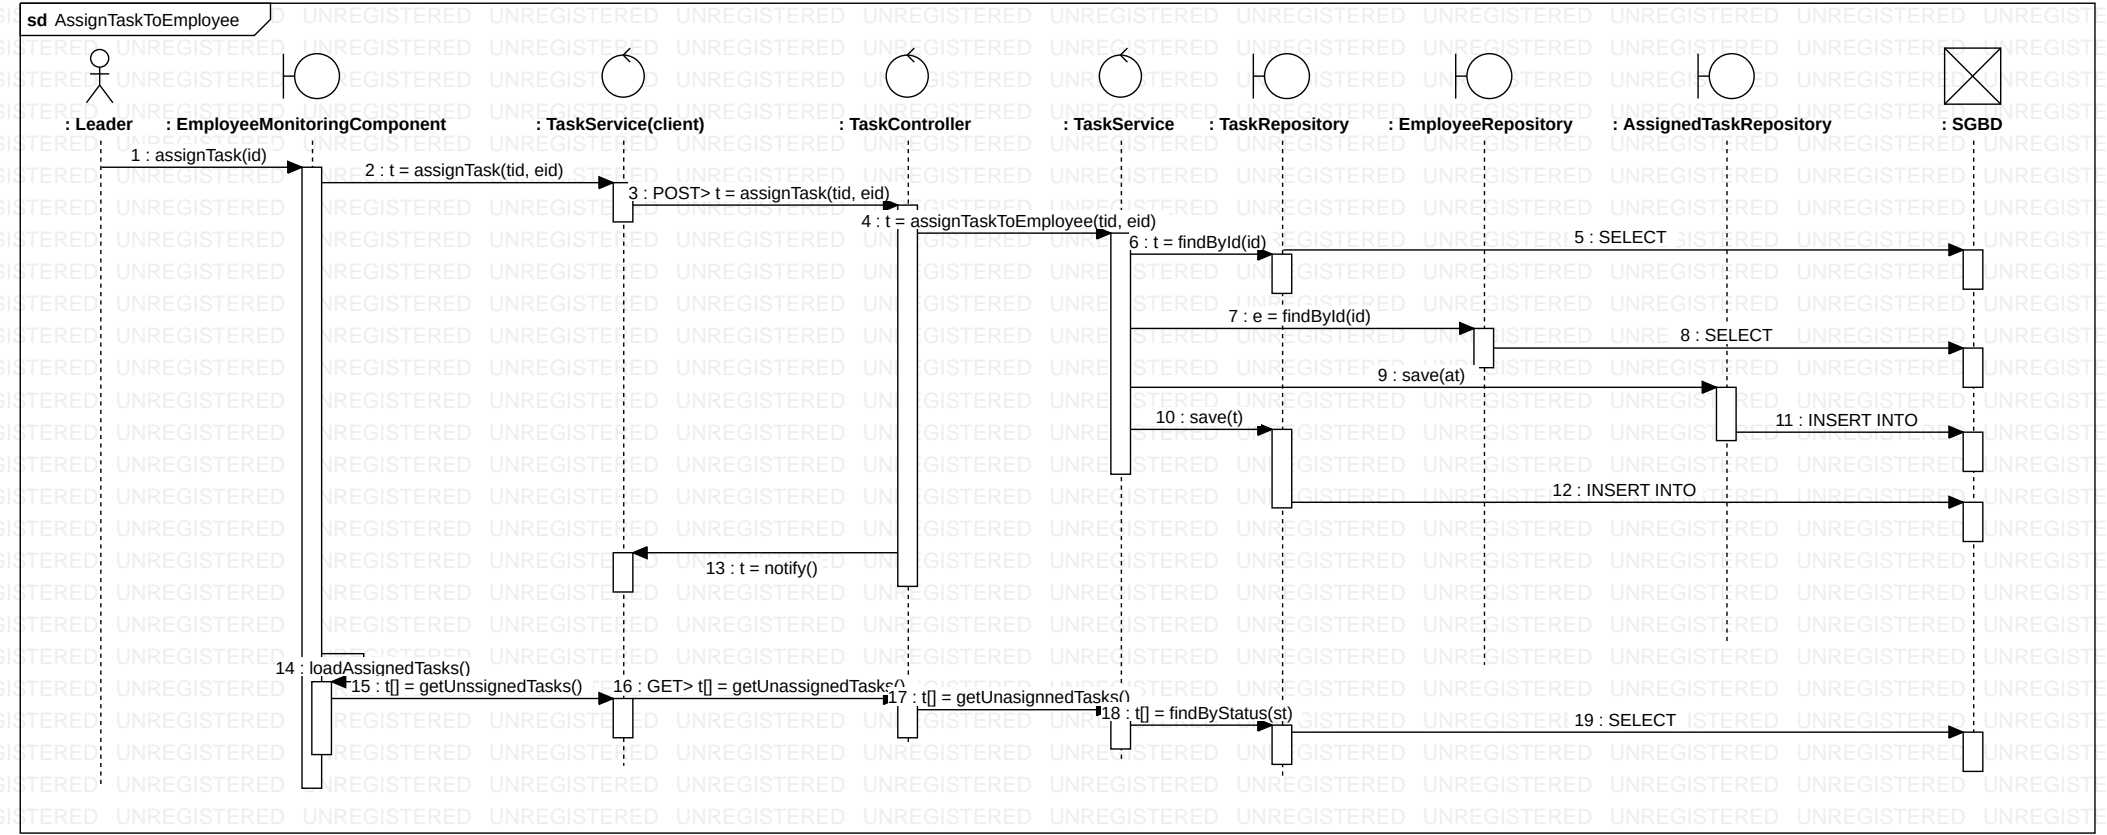 sd AssignTaskToEmployee
: Leader
: EmployeeMonitoringComponent
: TaskService(client)
: TaskController
: TaskService
: TaskRepository
: EmployeeRepository
: AssignedTaskRepository
: SGBD
1 : assignTask(id)
2 : t = assignTask(tid, eid)
3 : POST> t = assignTask(tid, eid)
4 : t = assignTaskToEmployee(tid, eid)
6 : t = findById(id)
5 : SELECT
7 : e = findById(id)
8 : SELECT
9 : save(at)
10 : save(t)
11 : INSERT INTO
12 : INSERT INTO
13 : t = notify()
14 : loadAssignedTasks()
15 : t[] = getUnssignedTasks()
16 : GET> t[] = getUnassignedTasks()
17 : t[] = getUnasignnedTasks()
18 : t[] = findByStatus(st)
19 : SELECT
UNREGISTERED